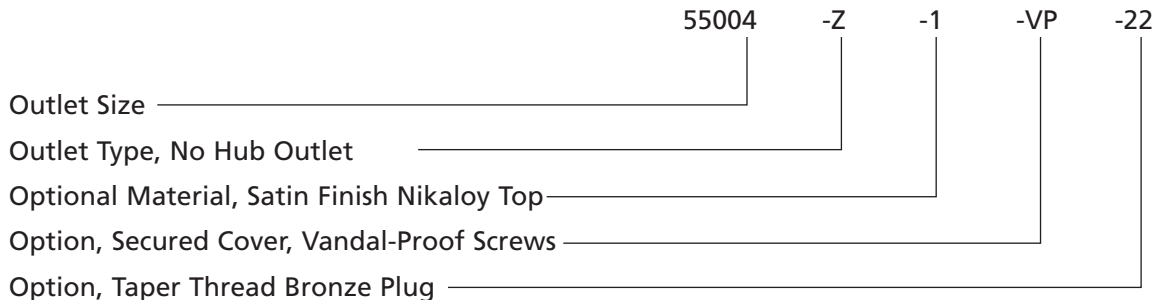 55004 -Z -1 -VP -22
Outlet Size
Outlet Type, No Hub Outlet
Optional Material, Satin Finish Nikaloy Top
Option, Secured Cover, Vandal-Proof Screws
Option, Taper Thread Bronze Plug